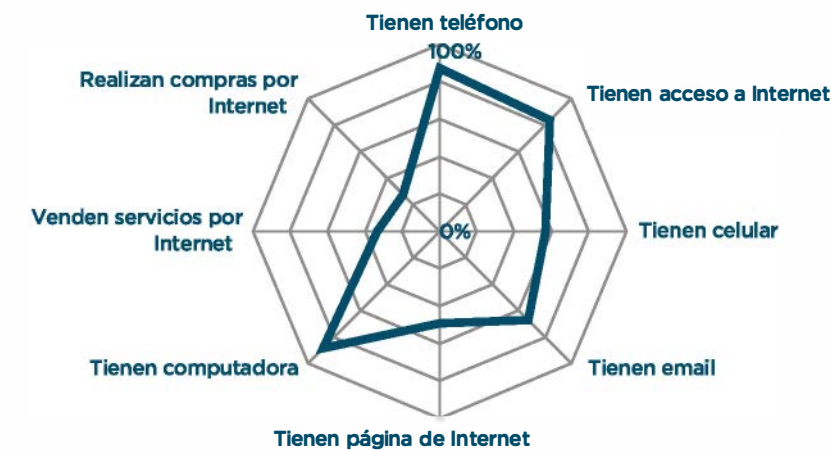 Tienen teléfono
100%
Realizan compras por
Internet
Tienen acceso a Internet
Venden servicios por
Internet
0%
Tienen celular
Tienen computadora
Tienen email
Tienen página de Internet